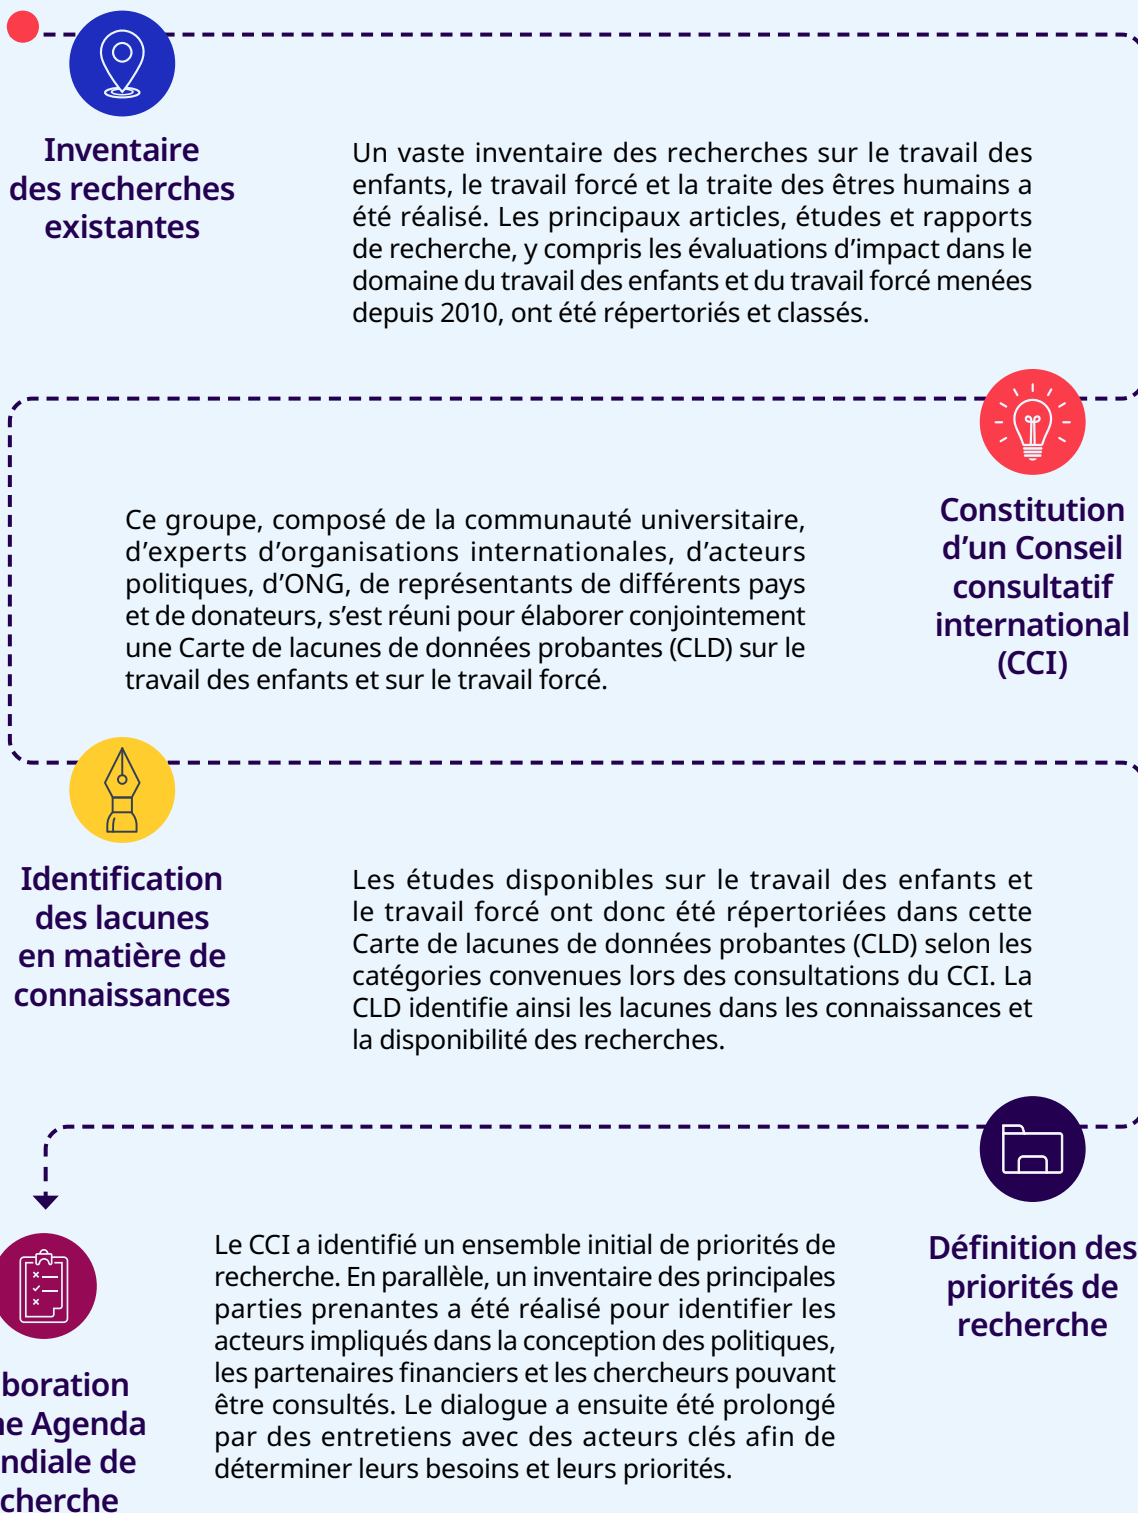 Inventaire
des recherches
existantes
Un vaste inventaire des recherches sur le travail des
enfants, le travail forcé et la traite des êtres humains a
été réalisé. Les principaux articles, études et rapports
de recherche, y compris les évaluations d’impact dans le
domaine du travail des enfants et du travail forcé menées
depuis 2010, ont été répertoriés et classés.
Constitution
d’un Conseil
consultatif
international
(CCI)
Ce groupe, composé de la communauté universitaire,
d’experts d’organisations internationales, d’acteurs
politiques, d’ONG, de représentants de différents pays
et de donateurs, s’est réuni pour élaborer conjointement
une Carte de lacunes de données probantes (CLD) sur le
travail des enfants et sur le travail forcé.
Identification
des lacunes
en matière de
connaissances
Les études disponibles sur le travail des enfants et
le travail forcé ont donc été répertoriées dans cette
Carte de lacunes de données probantes (CLD) selon les
catégories convenues lors des consultations du CCI. La
CLD identifie ainsi les lacunes dans les connaissances et
la disponibilité des recherches.
Définition des
priorités de
recherche
Le CCI a identifié un ensemble initial de priorités de
recherche. En parallèle, un inventaire des principales
parties prenantes a été réalisé pour identifier les
acteurs impliqués dans la conception des politiques,
les partenaires financiers et les chercheurs pouvant
être consultés. Le dialogue a ensuite été prolongé
par des entretiens avec des acteurs clés afin de
déterminer leurs besoins et leurs priorités.
boration
ne Agenda
ndiale de
cherche